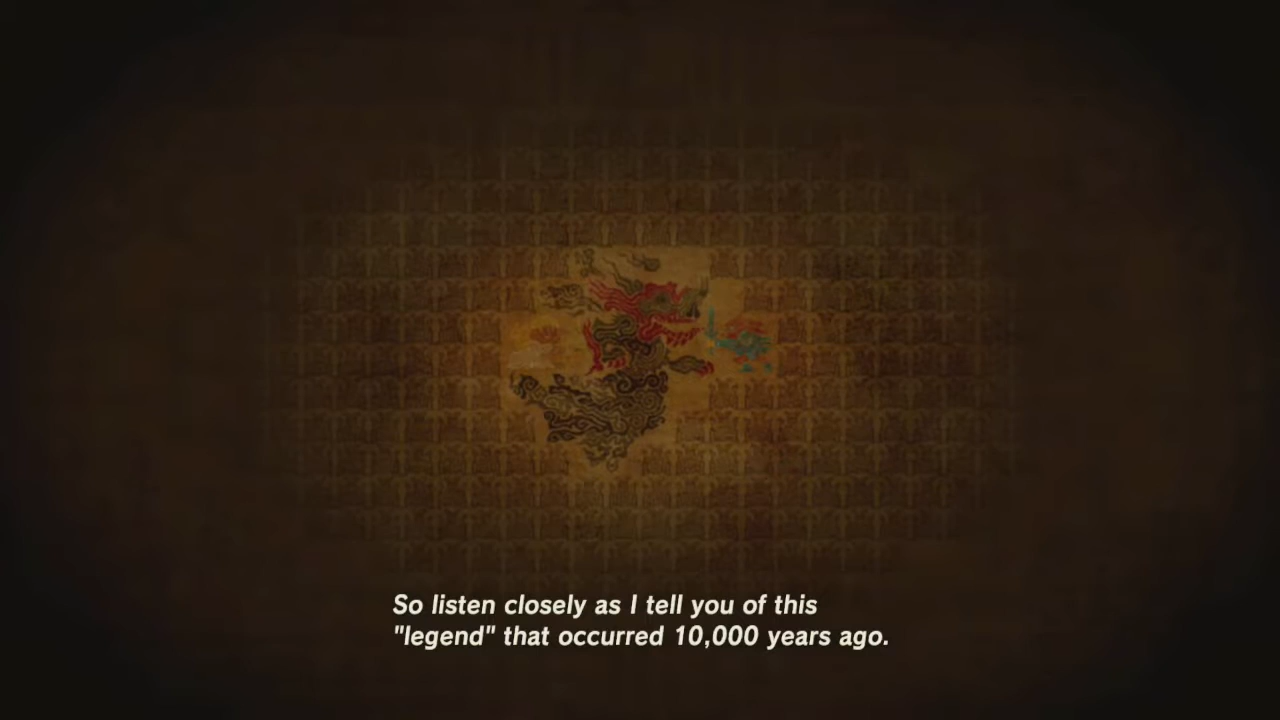 So listen closely as I tell you of this
"legend" that occurred 10,000 years ago.